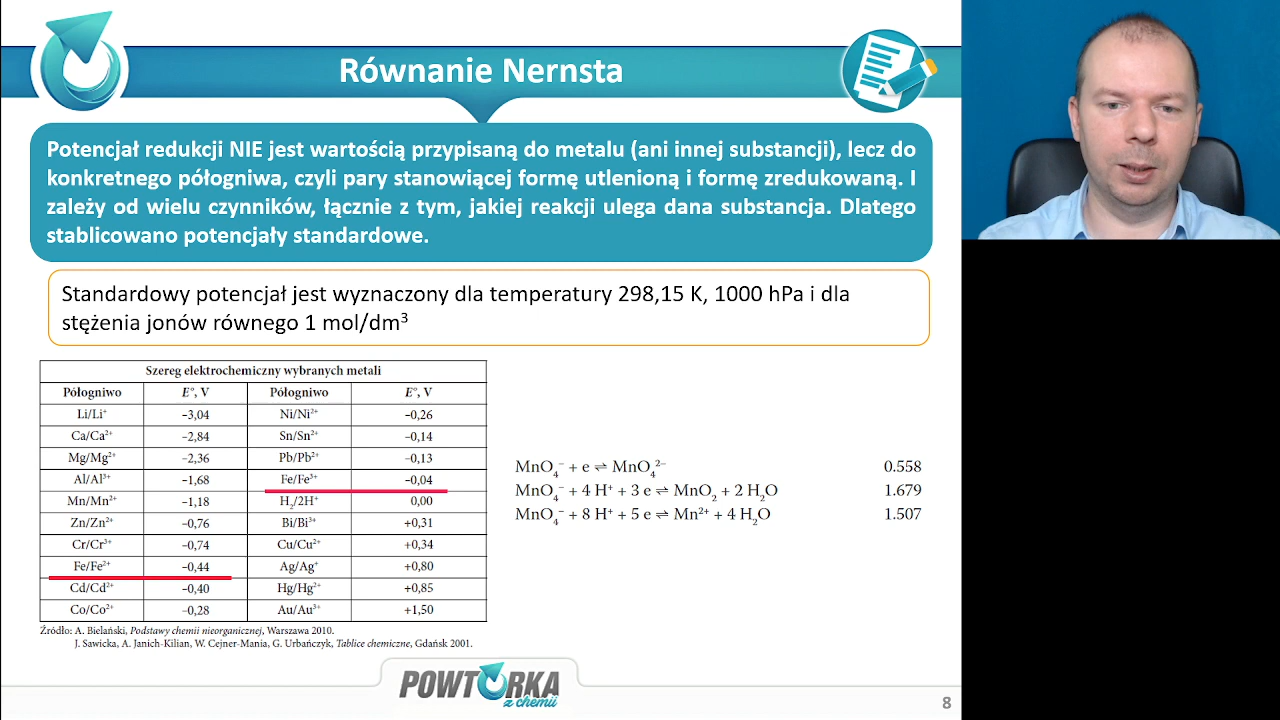 Równanie Nernsta
Potencjał redukcji NIE jest wartością przypisaną do metalu (ani innej substancji), lecz do
konkretnego półogniwa, czyli pary stanowiącej formę utlenioną i formę zredukowaną. I
zależy od wielu czynników, łącznie z tym, jakiej reakcji ulega dana substancja. Dlatego
stablicowano potencjały standardowe.
Standardowy potencjał jest wyznaczony dla temperatury 298,15 K, 1000 hPa i dla
stężenia jonów równego 1 mol/dm³
Szereg elektrochemiczny wybranych metali
Półogniwo E°, V Półogniwo E°, V
Li/Li⁺ –3,04 Ni/Ni²⁺ –0,26
Ca/Ca²⁺ –2,84 Sn/Sn²⁺ –0,14
Mg/Mg²⁺ –2,36 Pb/Pb²⁺ –0,13
Al/Al³⁺ –1,68 Fe/Fe³⁺ –0,04
Mn/Mn²⁺ –1,18 H₂/2H⁺ 0,00
Zn/Zn²⁺ –0,76 Bi/Bi³⁺ +0,31
Cr/Cr³⁺ –0,74 Cu/Cu²⁺ +0,34
Fe/Fe²⁺ –0,44 Ag/Ag⁺ +0,80
Cd/Cd²⁺ –0,40 Hg/Hg²⁺ +0,85
Co/Co²⁺ –0,28 Au/Au³⁺ +1,50
Źródło: A. Bielański, Podstawy chemii nieorganicznej, Warszawa 2010.
J. Sawicka, A. Janich-Kilian, W. Cejner-Mania, G. Urbańczyk, Tablice chemiczne, Gdańsk 2001.
MnO₄⁻ + e ⇌ MnO₄²⁻ 0.558
MnO₄⁻ + 4 H⁺ + 3 e ⇌ MnO₂ + 2 H₂O 1.679
MnO₄⁻ + 8 H⁺ + 5 e ⇌ Mn²⁺ + 4 H₂O 1.507
POWTÓRKA
z chemii
8